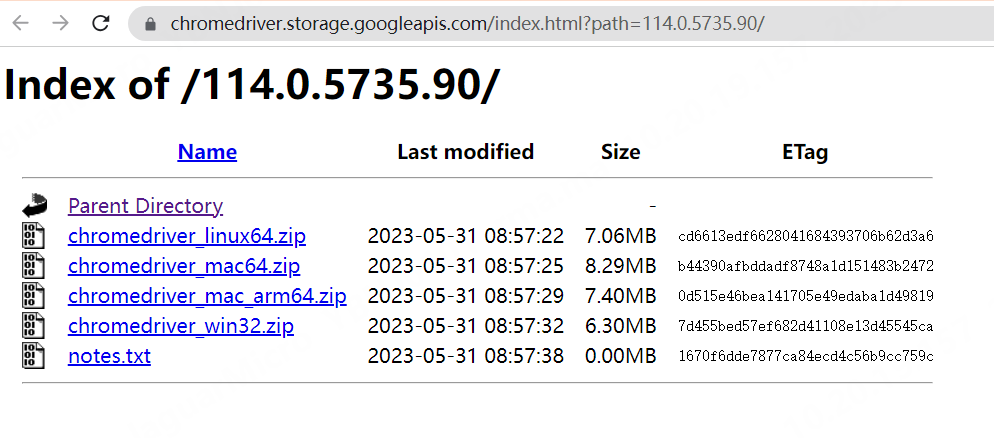 chromedriver.storage.googleapis.com/index.html?path=114.0.5735.90/
Index of /114.0.5735.90/
Name Last modified Size ETag
Parent Directory -
chromedriver_linux64.zip 2023-05-31 08:57:22 7.06MB cd6613edf6628041684393706b62d3a6
chromedriver_mac64.zip 2023-05-31 08:57:25 8.29MB b44390afbddadf8748a1d151483b2472
chromedriver_mac_arm64.zip 2023-05-31 08:57:29 7.40MB 0d515e46bea141705e49edaba1d49819
chromedriver_win32.zip 2023-05-31 08:57:32 6.30MB 7d455bed57ef682d41108e13d45545ca
notes.txt 2023-05-31 08:57:38 0.00MB 1670f6dde7877ca84ecd4c56b9cc759c